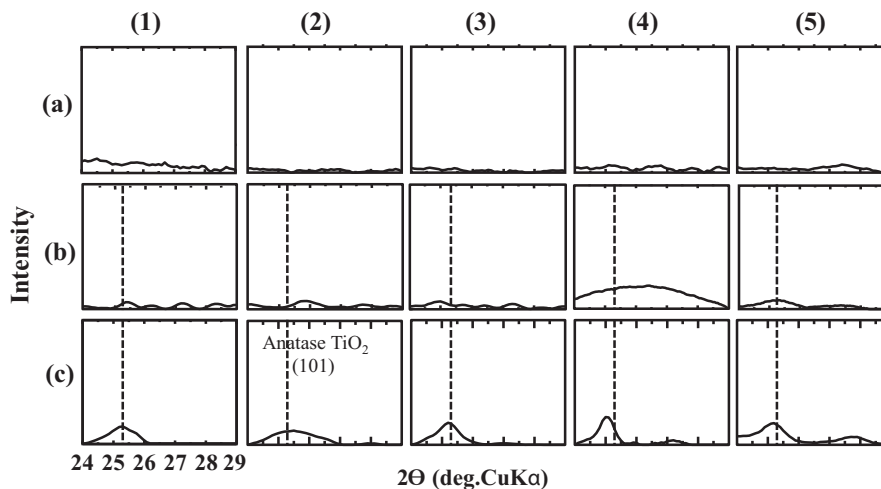 (1) (2) (3) (4) (5)
(a)
(b)
(c)
Intensity
Anatase TiO₂
(101)
24 25 26 27 28 29
2Θ (deg.CuKα)